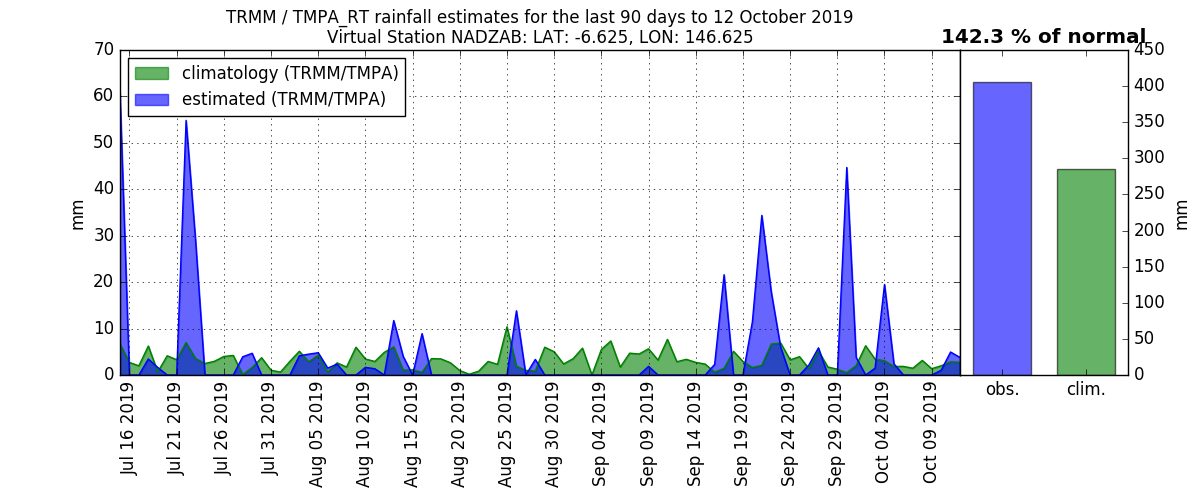 TRMM / TMPA_RT rainfall estimates for the last 90 days to 12 October 2019
Virtual Station NADZAB: LAT: -6.625, LON: 146.625
142.3 % of normal
climatology (TRMM/TMPA)
estimated (TRMM/TMPA)
70
60
50
40
30
20
10
0
mm
450
400
350
300
250
200
150
100
50
0
mm
Jul 16 2019
Jul 21 2019
Jul 26 2019
Jul 31 2019
Aug 05 2019
Aug 10 2019
Aug 15 2019
Aug 20 2019
Aug 25 2019
Aug 30 2019
Sep 04 2019
Sep 09 2019
Sep 14 2019
Sep 19 2019
Sep 24 2019
Sep 29 2019
Oct 04 2019
Oct 09 2019
obs.
clim.